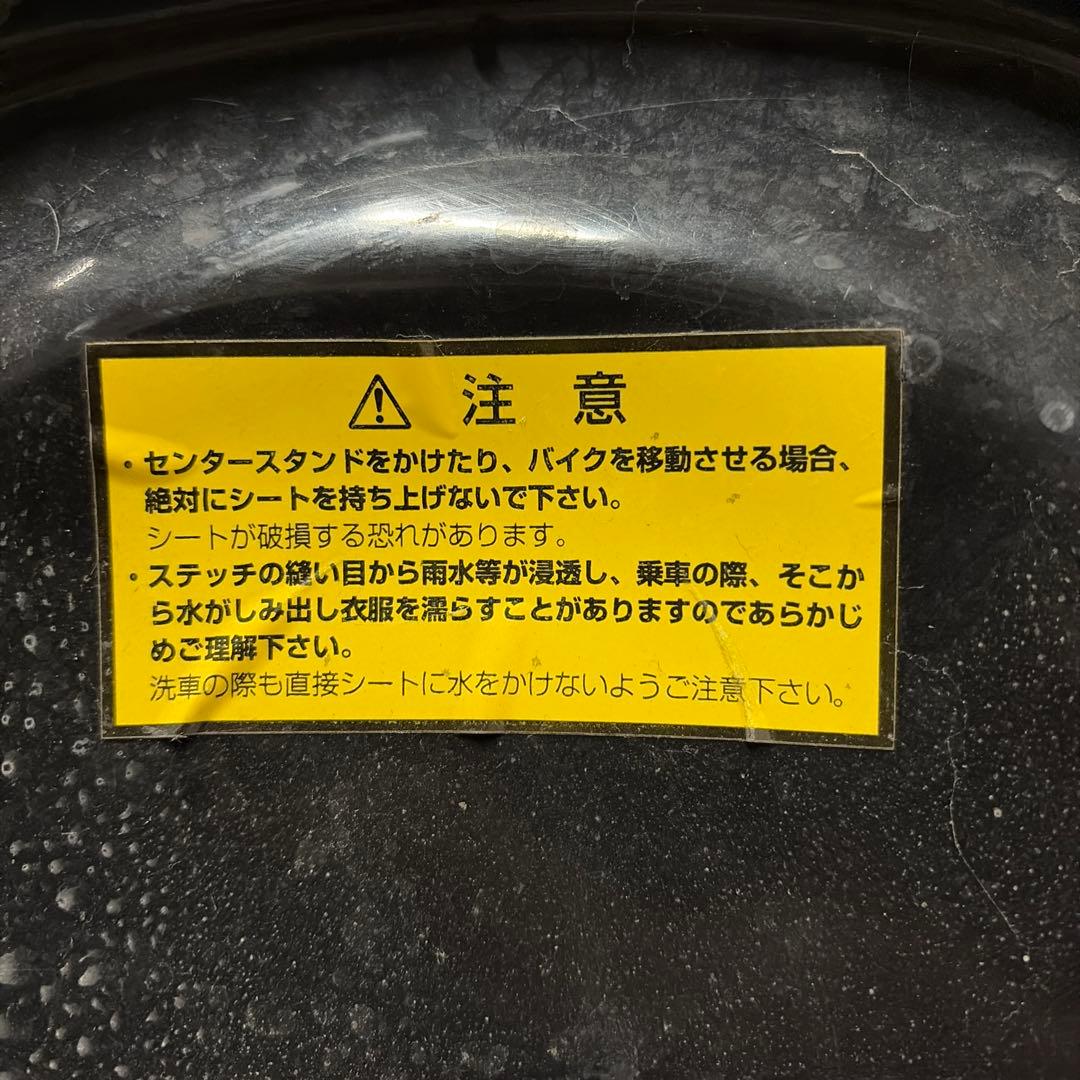 ⚠ 注意
・センタースタンドをかけたり、バイクを移動させる場合、
絶対にシートを持ち上げないで下さい。
シートが破損する恐れがあります。
・ステッチの縫い目から雨水等が浸透し、乗車の際、そこか
ら水がしみ出し衣服を濡らすことがありますのであらかじ
めご理解下さい。
洗車の際も直接シートに水をかけないようご注意下さい。